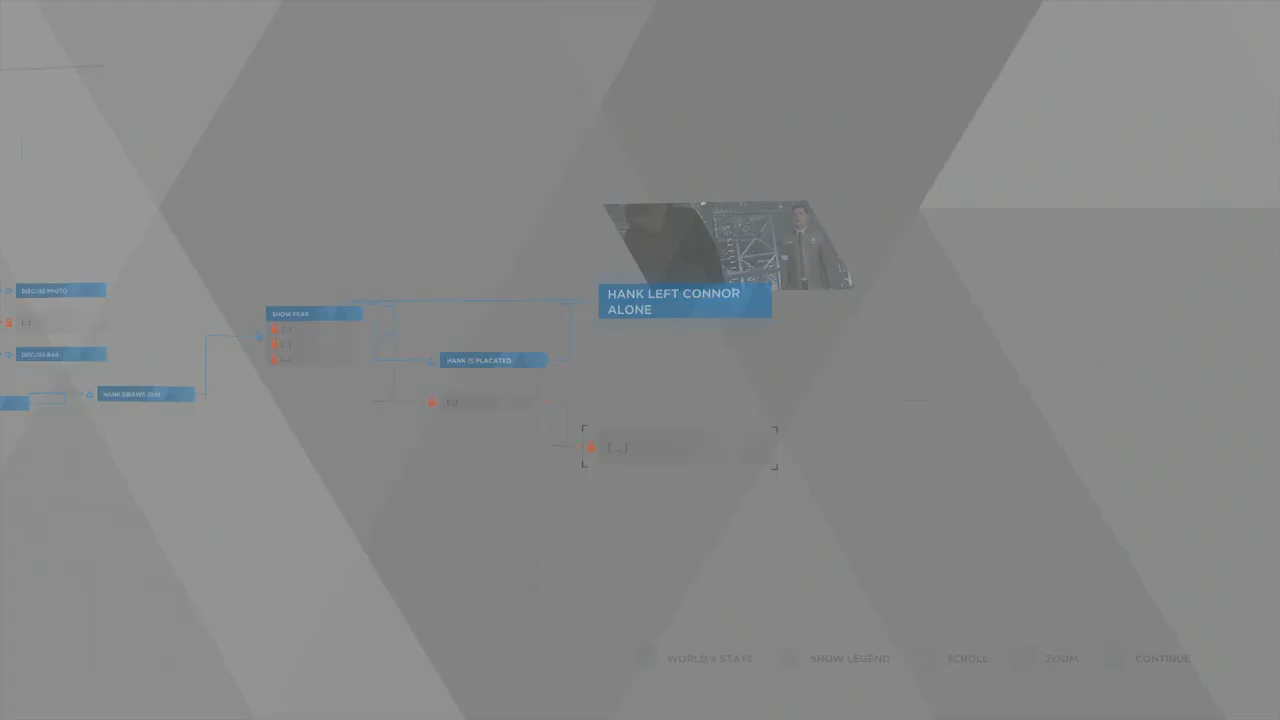 DISCUSS PHOTO
[...]
DISCUSS BAR
HANK DRAWS GUN
SHOW FEAR
[...]
[...]
[...]
HANK LEFT CONNOR
ALONE
HANK IS PLACATED
[...]
[...]
WORLD'S STATE
SHOW LEGEND
SCROLL
ZOOM
CONTINUE